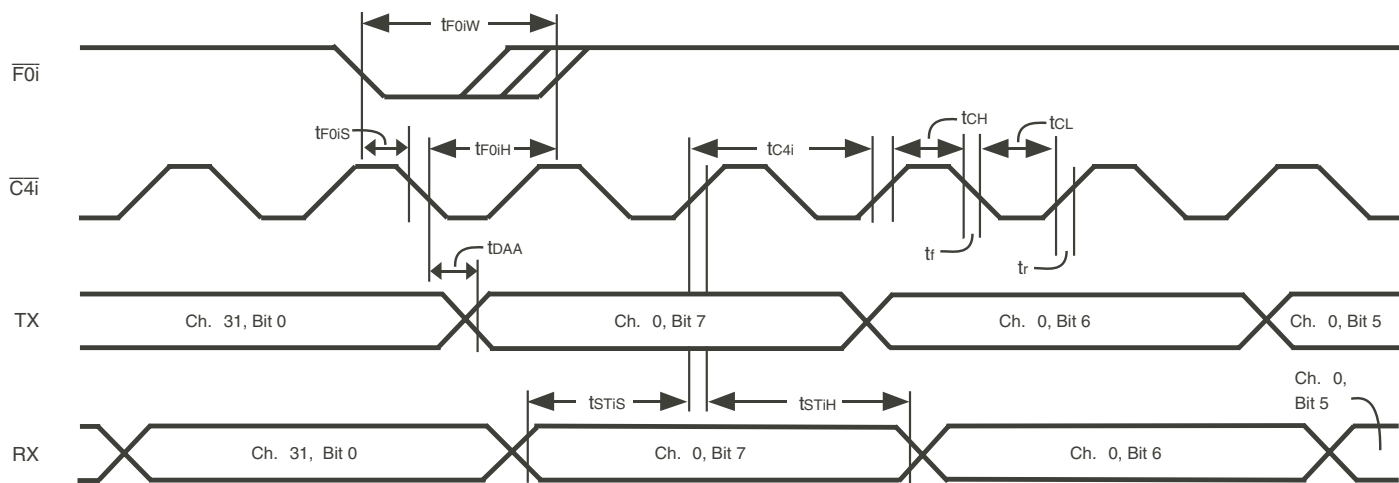 tF0iW
F0i
tF0iS
tF0iH
tC4i
tCH
tCL
C4i
tDAA
tf
tr
TX
Ch. 31, Bit 0
Ch. 0, Bit 7
Ch. 0, Bit 6
Ch. 0, Bit 5
tSTiS
tSTiH
Ch. 0,
Bit 5
RX
Ch. 31, Bit 0
Ch. 0, Bit 7
Ch. 0, Bit 6